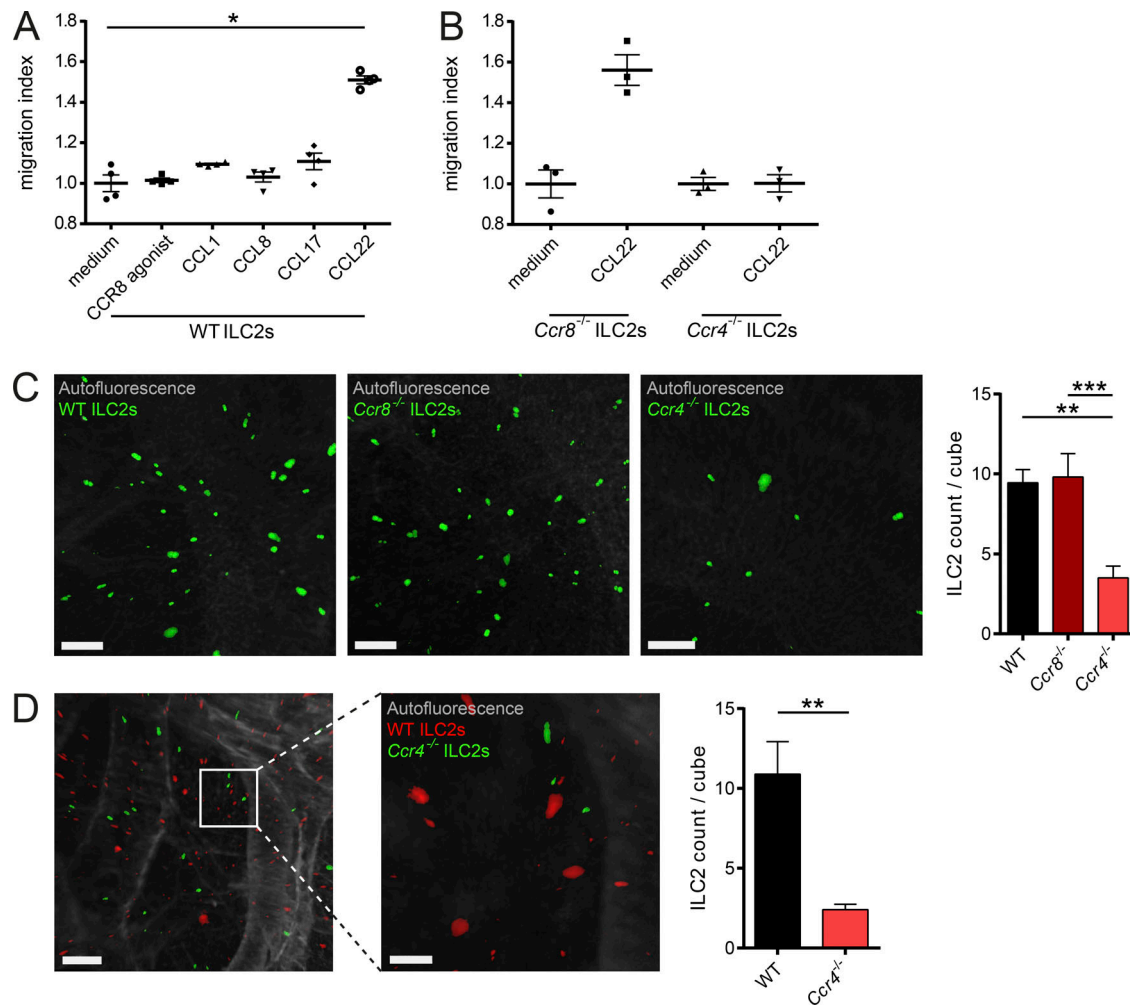 A
*
migration index
1.8
1.6
1.4
1.2
1.0
0.8
medium
CCR8 agonist
CCL1
CCL8
CCL17
CCL22
WT ILC2s
B
migration index
1.8
1.6
1.4
1.2
1.0
0.8
medium
CCL22
medium
CCL22
Ccr8-/- ILC2s
Ccr4-/- ILC2s
C
Autofluorescence
WT ILC2s
Autofluorescence
Ccr8-/- ILC2s
Autofluorescence
Ccr4-/- ILC2s
ILC2 count / cube
15
10
5
0
***
**
WT
Ccr8-/-
Ccr4-/-
D
Autofluorescence
WT ILC2s
Ccr4-/- ILC2s
ILC2 count / cube
15
10
5
0
**
WT
Ccr4-/-